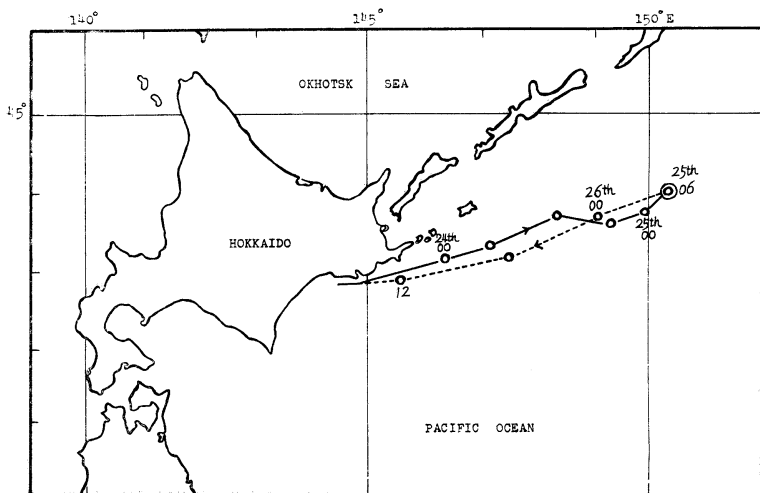 140°
145°
150°E
OKHOTSK SEA
45°
25th
06
26th
00
25th
00
24th
00
HOKKAIDO
12
PACIFIC OCEAN